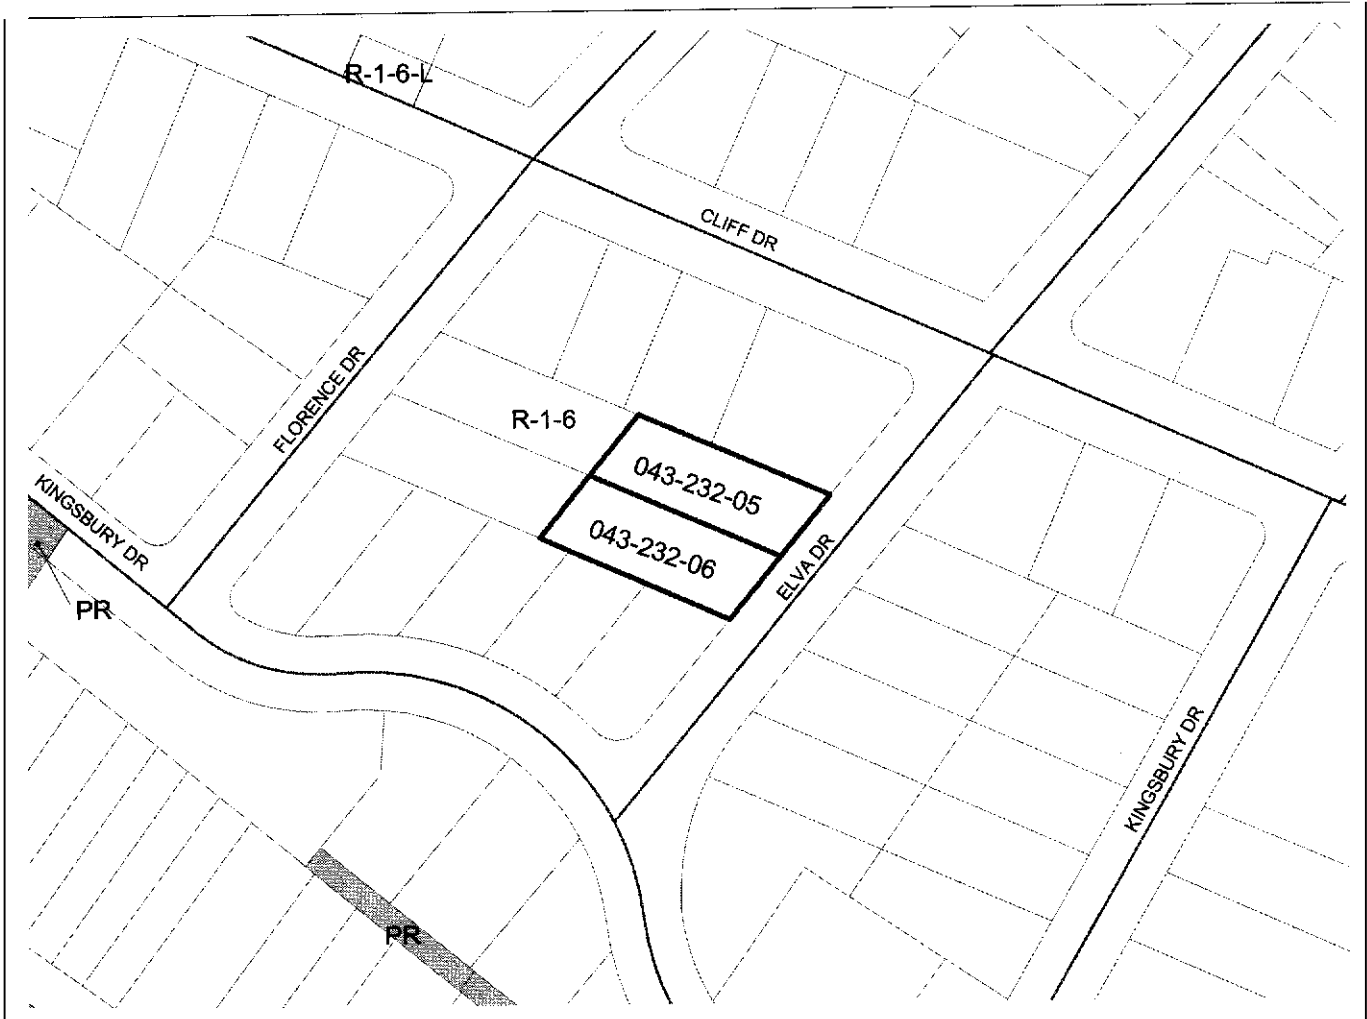 R-1-6-L
CLIFF DR
FLORENCE DR
R-1-6
043-232-05
KINGSBURY DR
043-232-06
ELVA DR
PR
KINGSBURY DR
PR